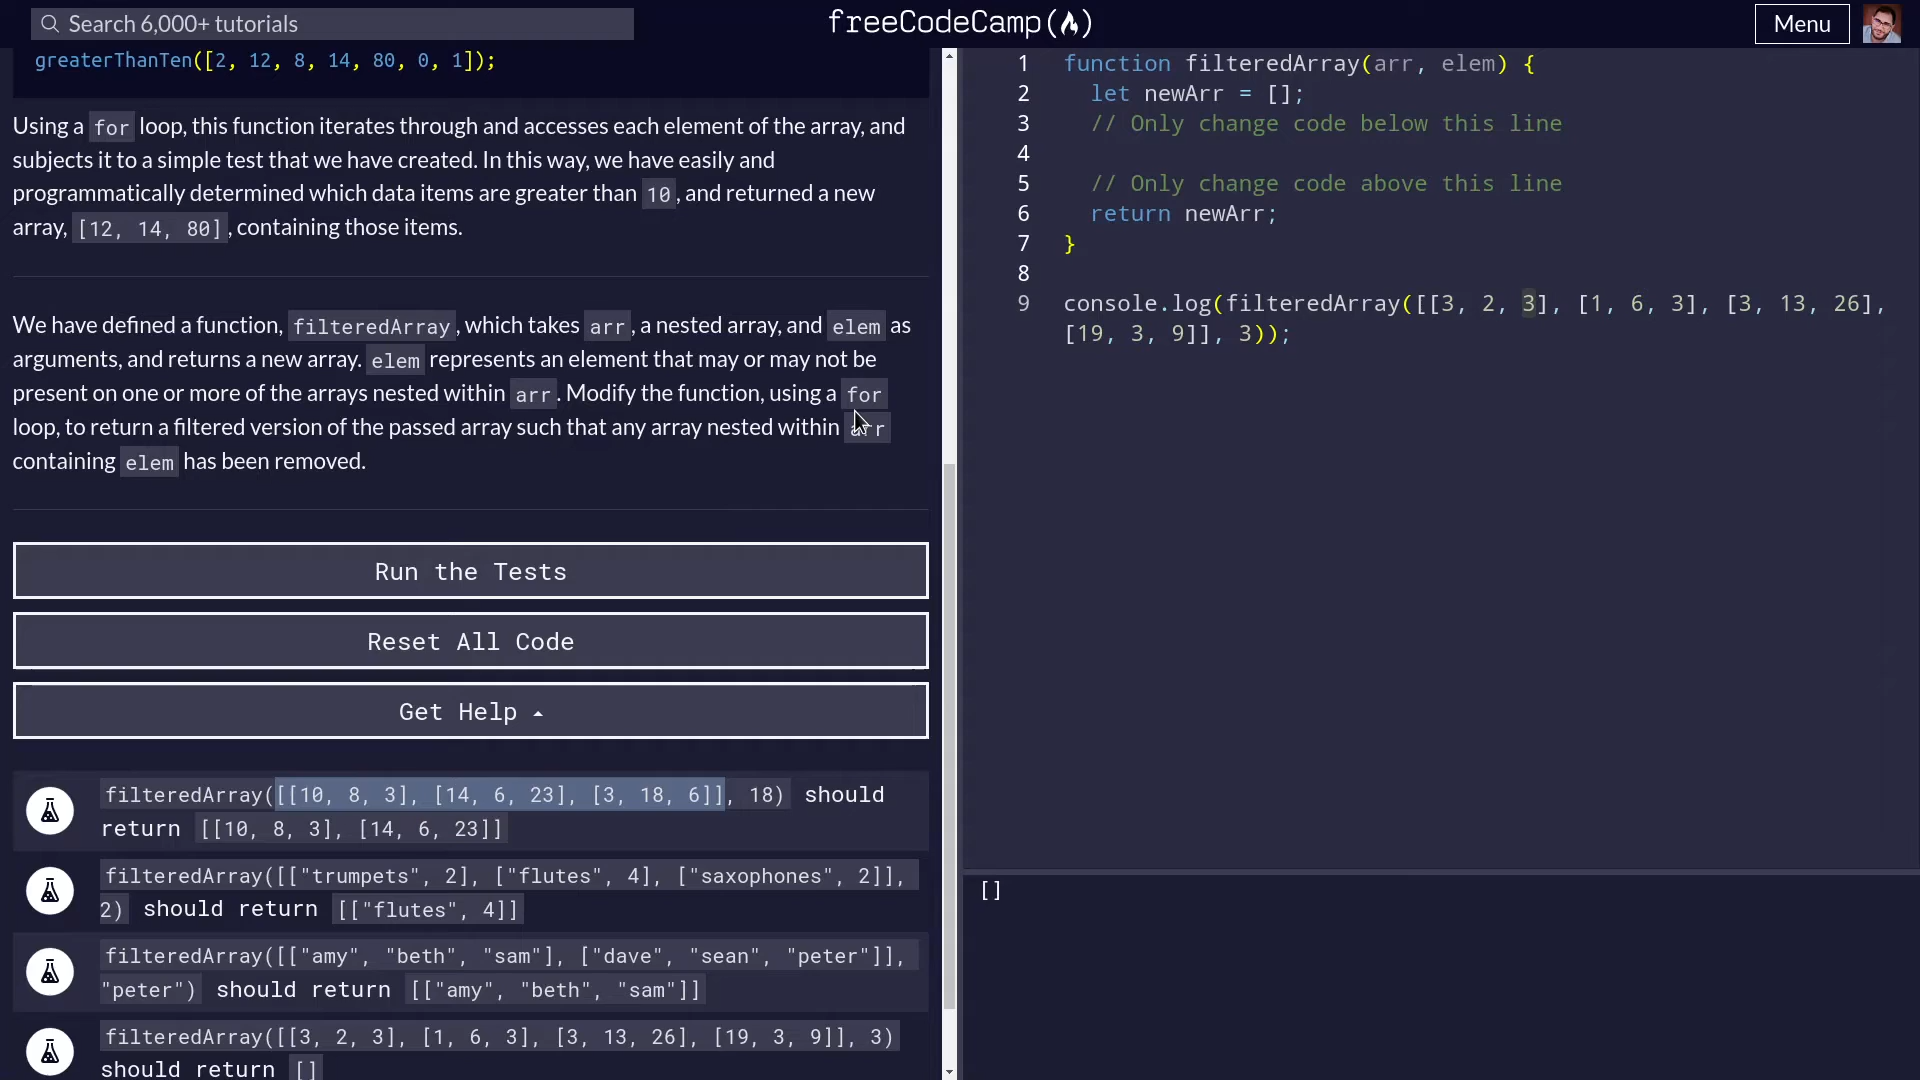 Search 6,000+ tutorials
freeCodeCamp
Menu
greaterThanTen([2, 12, 8, 14, 80, 0, 1]);
Using a for loop, this function iterates through and accesses each element of the array, and
subjects it to a simple test that we have created. In this way, we have easily and
programmatically determined which data items are greater than 10, and returned a new
array, [12, 14, 80], containing those items.
We have defined a function, filteredArray, which takes arr, a nested array, and elem as
arguments, and returns a new array. elem represents an element that may or may not be
present on one or more of the arrays nested within arr. Modify the function, using a for
loop, to return a filtered version of the passed array such that any array nested within arr
containing elem has been removed.
Run the Tests
Reset All Code
Get Help
filteredArray([[10, 8, 3], [14, 6, 23], [3, 18, 6]], 18) should
return [[10, 8, 3], [14, 6, 23]]
filteredArray([["trumpets", 2], ["flutes", 4], ["saxophones", 2]],
2) should return [["flutes", 4]]
filteredArray([["amy", "beth", "sam"], ["dave", "sean", "peter"]],
"peter") should return [["amy", "beth", "sam"]]
filteredArray([[3, 2, 3], [1, 6, 3], [3, 13, 26], [19, 3, 9]], 3)
should return []
1 function filteredArray(arr, elem) {
2 let newArr = [];
3 // Only change code below this line
4
5 // Only change code above this line
6 return newArr;
7 }
8
9 console.log(filteredArray([[3, 2, 3], [1, 6, 3], [3, 13, 26],
[19, 3, 9]], 3));
[]